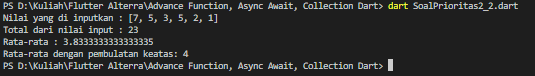 PS D:\Kuliah\Flutter Alterra\Advance Function, Async Await, Collection Dart> dart SoalPrioritas2_2.dart
Nilai yang di inputkan : [7, 5, 3, 5, 2, 1]
Total dari nilai input : 23
Rata-rata : 3.8333333333333335
Rata-rata dengan pembulatan keatas: 4
PS D:\Kuliah\Flutter Alterra\Advance Function, Async Await, Collection Dart>